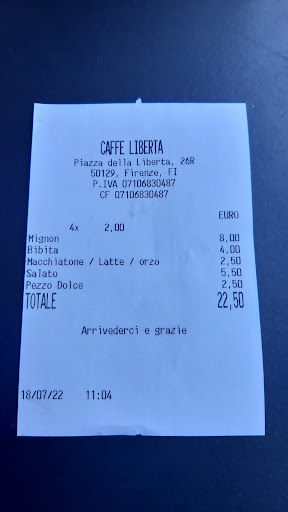 CAFFE LIBERTA
Piazza della Liberta, 26R
50129, Firenze, FI
P.IVA 07106830487
CF 07106830487
EURO
4x 2,00
Mignon 8,00
Bibita 4,00
Macchiatone / Latte / orzo 2,50
Salato 5,50
Pezzo Dolce 2,50
TOTALE 22,50
Arrivederci e grazie
18/07/22 11:04